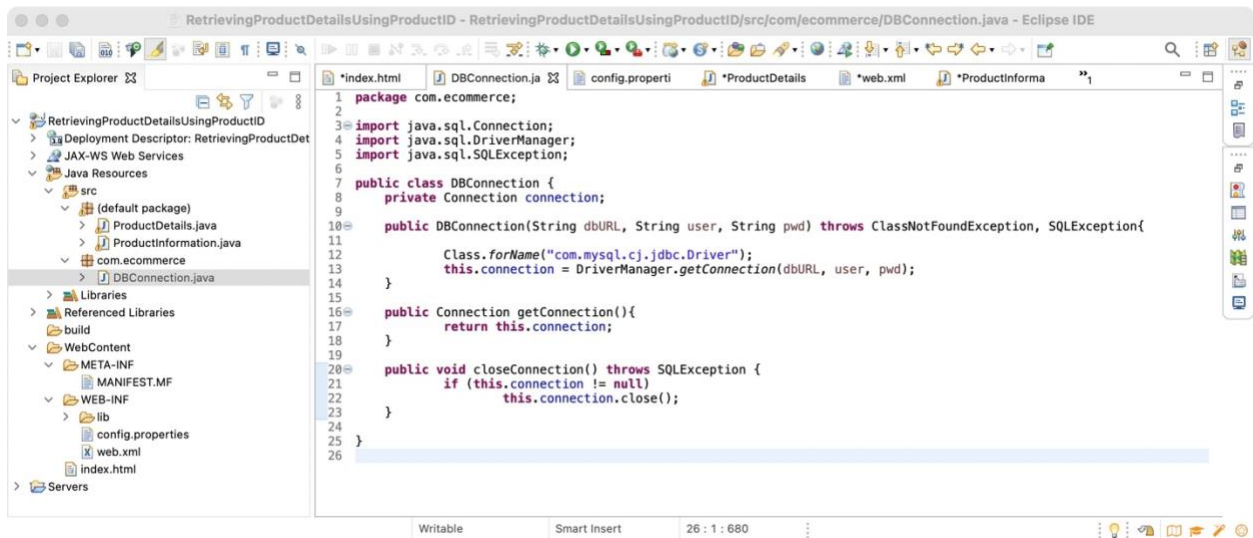 RetrievingProductDetailsUsingProductID - RetrievingProductDetailsUsingProductID/src/com/ecommerce/DBConnection.java - Eclipse IDE
Project Explorer
RetrievingProductDetailsUsingProductID
Deployment Descriptor: RetrievingProductDet
JAX-WS Web Services
Java Resources
src
(default package)
ProductDetails.java
ProductInformation.java
com.ecommerce
DBConnection.java
Libraries
Referenced Libraries
build
WebContent
META-INF
MANIFEST.MF
WEB-INF
lib
config.properties
web.xml
index.html
Servers
*index.html DBConnection.ja config.properti *ProductDetails *web.xml *ProductInforma »1
1 package com.ecommerce;
2
3 import java.sql.Connection;
4 import java.sql.DriverManager;
5 import java.sql.SQLException;
6
7 public class DBConnection {
8 private Connection connection;
9
10 public DBConnection(String dbURL, String user, String pwd) throws ClassNotFoundException, SQLException{
11
12 Class.forName("com.mysql.cj.jdbc.Driver");
13 this.connection = DriverManager.getConnection(dbURL, user, pwd);
14 }
15
16 public Connection getConnection(){
17 return this.connection;
18 }
19
20 public void closeConnection() throws SQLException {
21 if (this.connection != null)
22 this.connection.close();
23 }
24
25 }
26
Writable Smart Insert 26 : 1 : 680